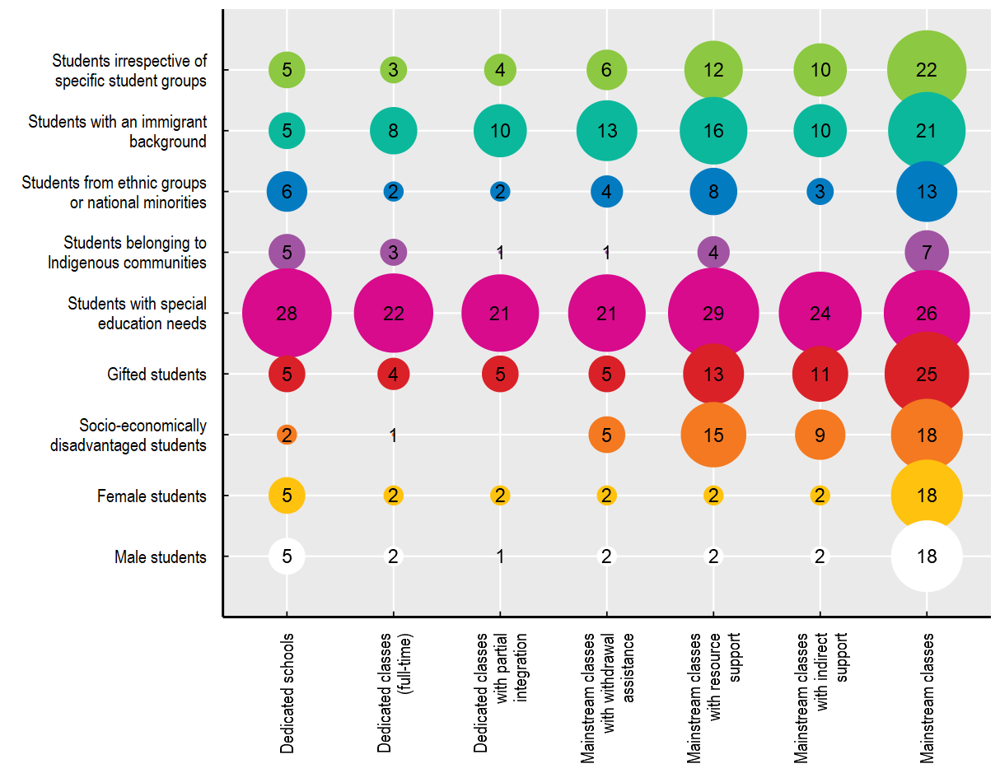 Students irrespective of
specific student groups
5 3 4 6 12 10 22
Students with an immigrant
background
5 8 10 13 16 10 21
Students from ethnic groups
or national minorities
6 2 2 4 8 3 13
Students belonging to
Indigenous communities
5 3 1 1 4 7
Students with special
education needs
28 22 21 21 29 24 26
Gifted students
5 4 5 5 13 11 25
Socio-economically
disadvantaged students
2 1 5 15 9 18
Female students
5 2 2 2 2 2 18
Male students
5 2 1 2 2 2 18
Dedicated schools
Dedicated classes
(full-time)
Dedicated classes
with partial
integration
Mainstream classes
with withdrawal
assistance
Mainstream classes
with resource
support
Mainstream classes
with indirect
support
Mainstream classes